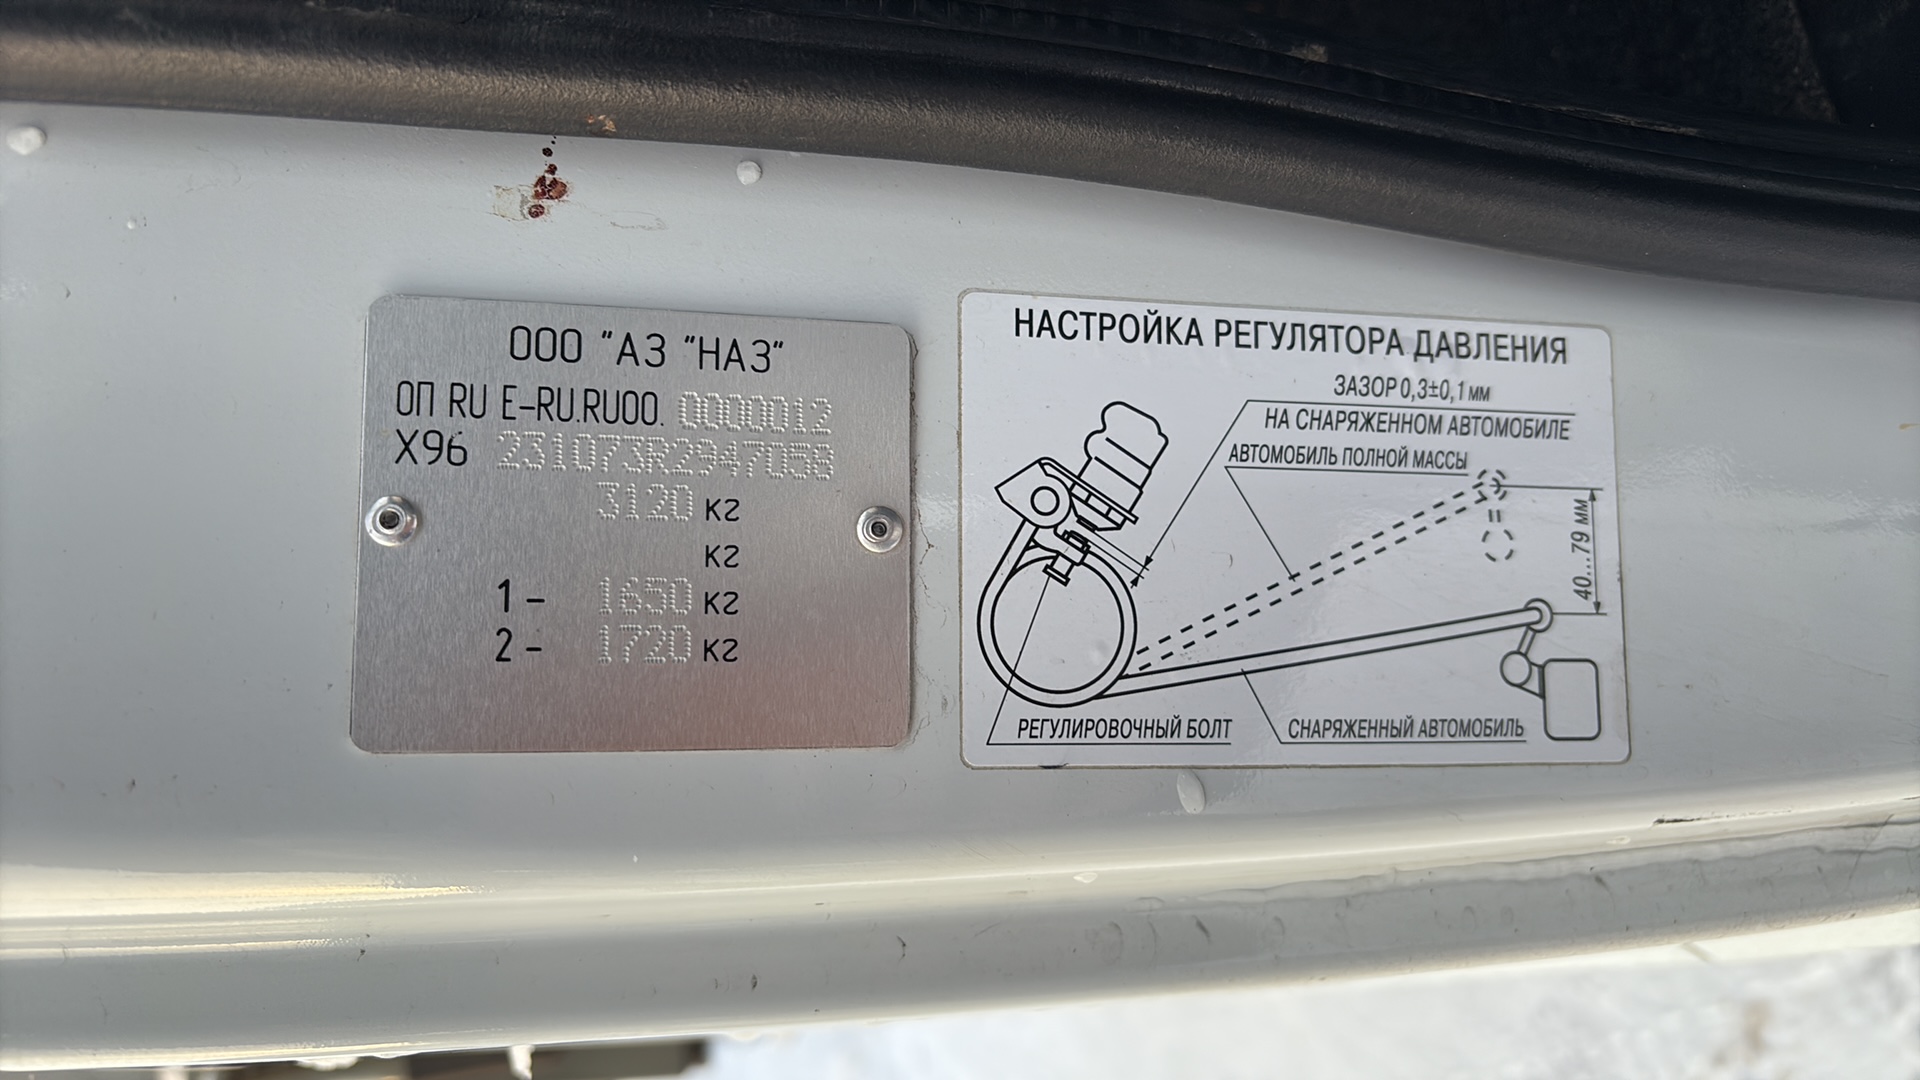 ООО "АЗ "НАЗ"
ОП RU E-RU.RU00. 0000012
X96 231073R2947058
3120 кг
кг
1 - 1650 кг
2 - 1720 кг
НАСТРОЙКА РЕГУЛЯТОРА ДАВЛЕНИЯ
ЗАЗОР 0,3±0,1 мм
НА СНАРЯЖЕННОМ АВТОМОБИЛЕ
АВТОМОБИЛЬ ПОЛНОЙ МАССЫ
40...79 мм
РЕГУЛИРОВОЧНЫЙ БОЛТ
СНАРЯЖЕННЫЙ АВТОМОБИЛЬ